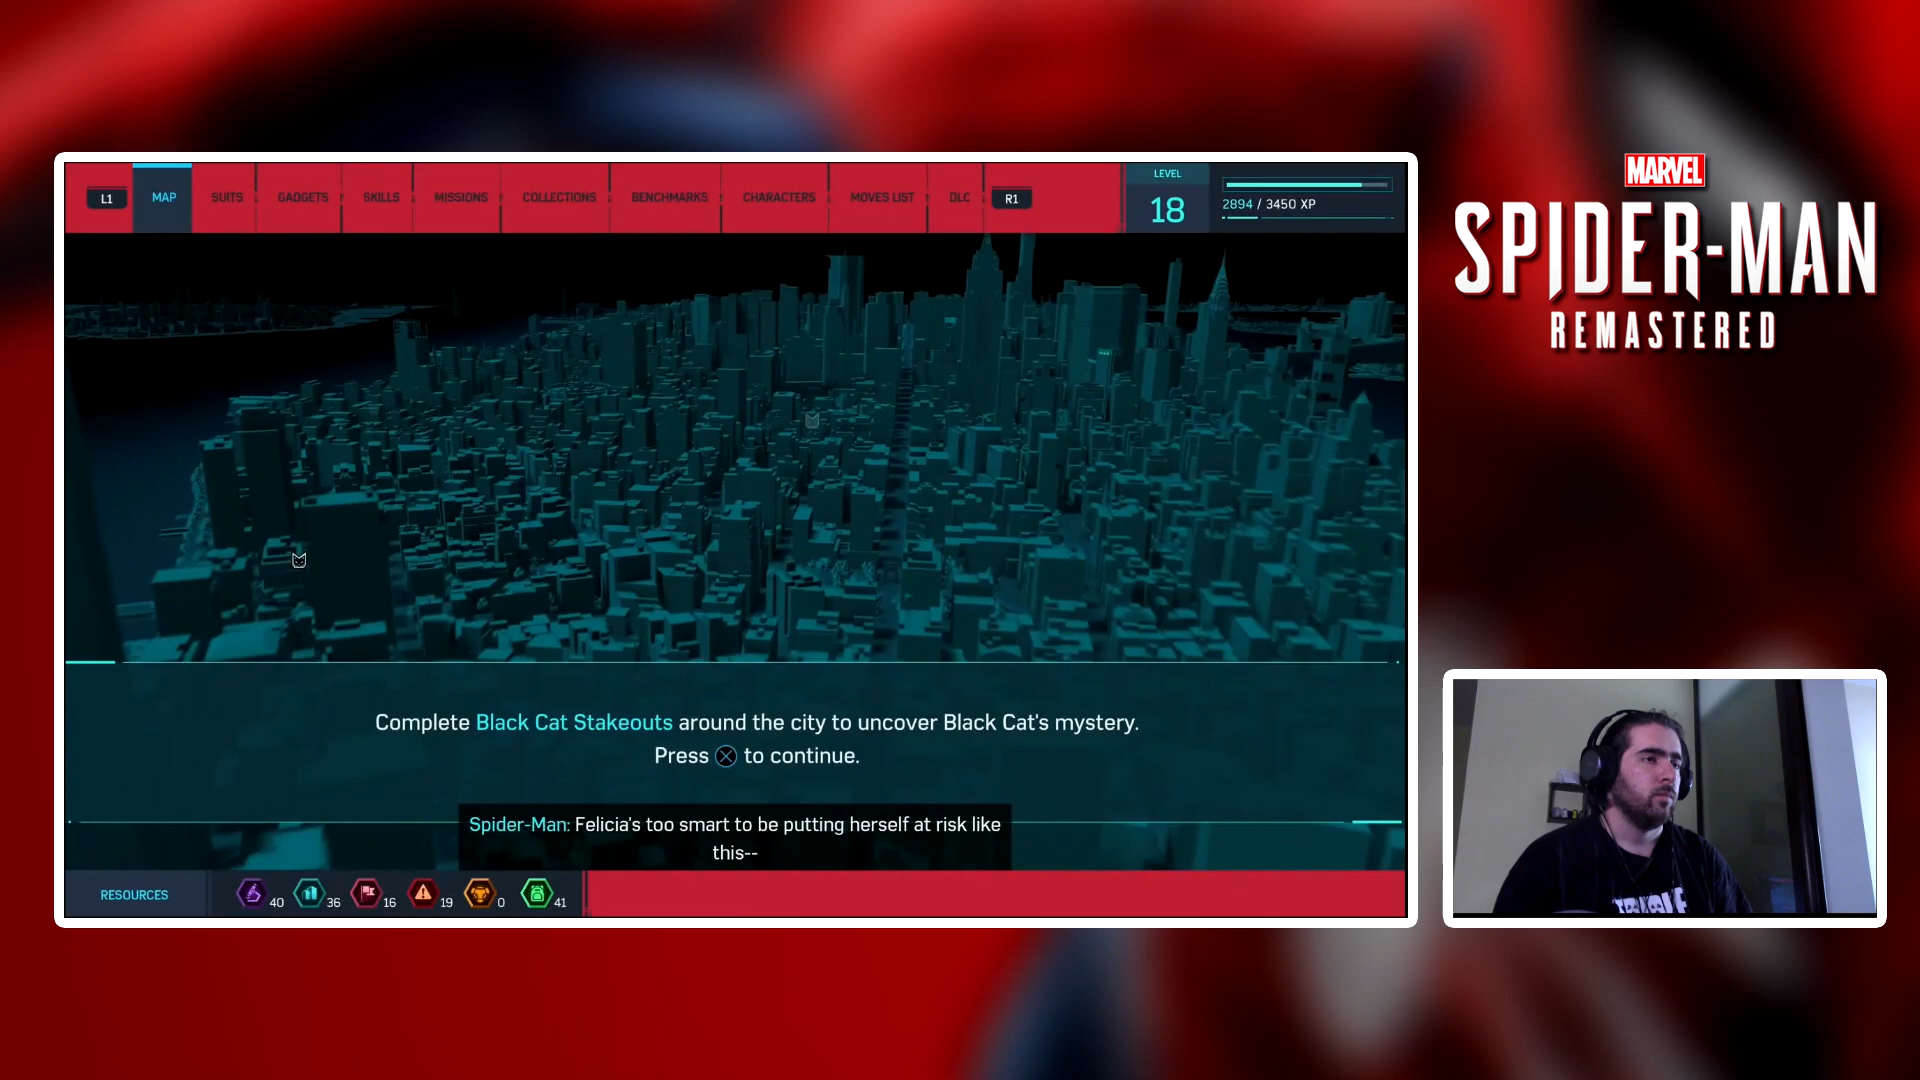 L1
MAP
SUITS
GADGETS
SKILLS
MISSIONS
COLLECTIONS
BENCHMARKS
CHARACTERS
MOVES LIST
DLC
R1
LEVEL
18
2894 / 3450 XP
MARVEL
SPIDER-MAN
REMASTERED
Complete Black Cat Stakeouts around the city to uncover Black Cat's mystery.
Press to continue.
Spider-Man: Felicia's too smart to be putting herself at risk like
this--
RESOURCES
40
36
16
19
0
41